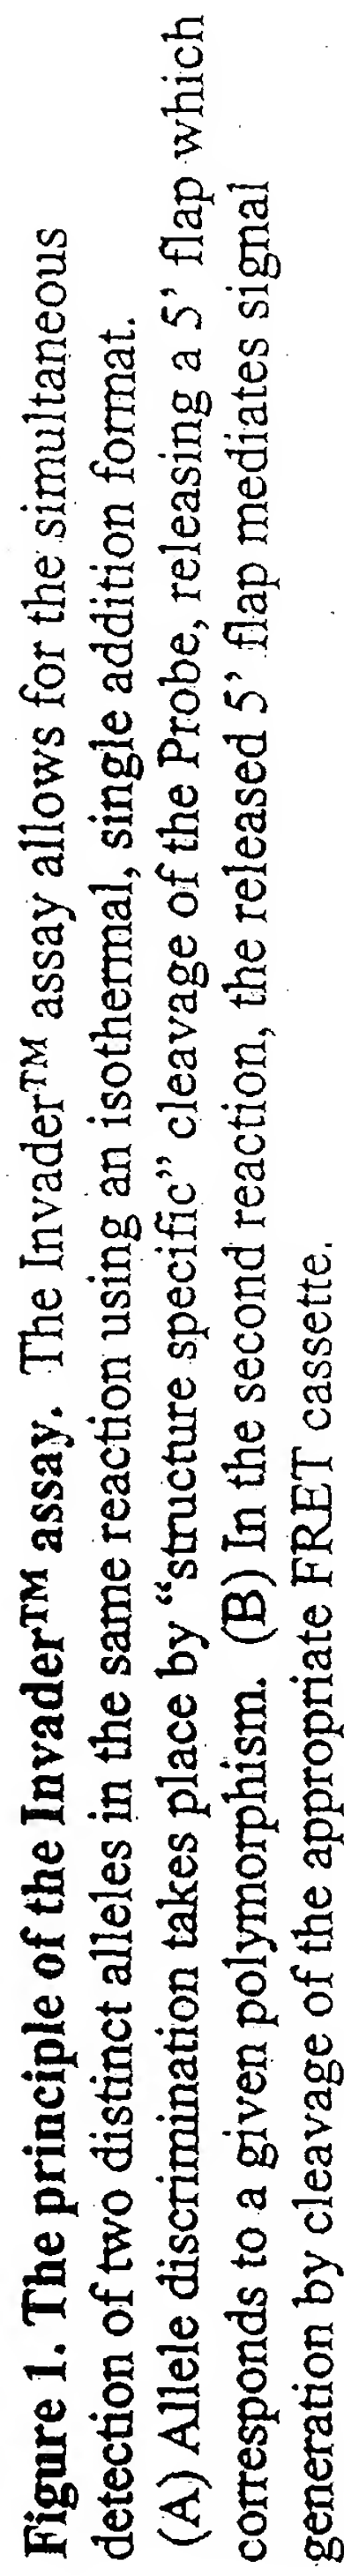 Figure 1. The principle of the Invader™ assay. The Invader™ assay allows for the simultaneous
detection of two distinct alleles in the same reaction using an isothermal, single addition format.
(A) Allele discrimination takes place by “structure specific” cleavage of the Probe, releasing a 5’ flap which
corresponds to a given polymorphism. (B) In the second reaction, the released 5’ flap mediates signal
generation by cleavage of the appropriate FRET cassette.